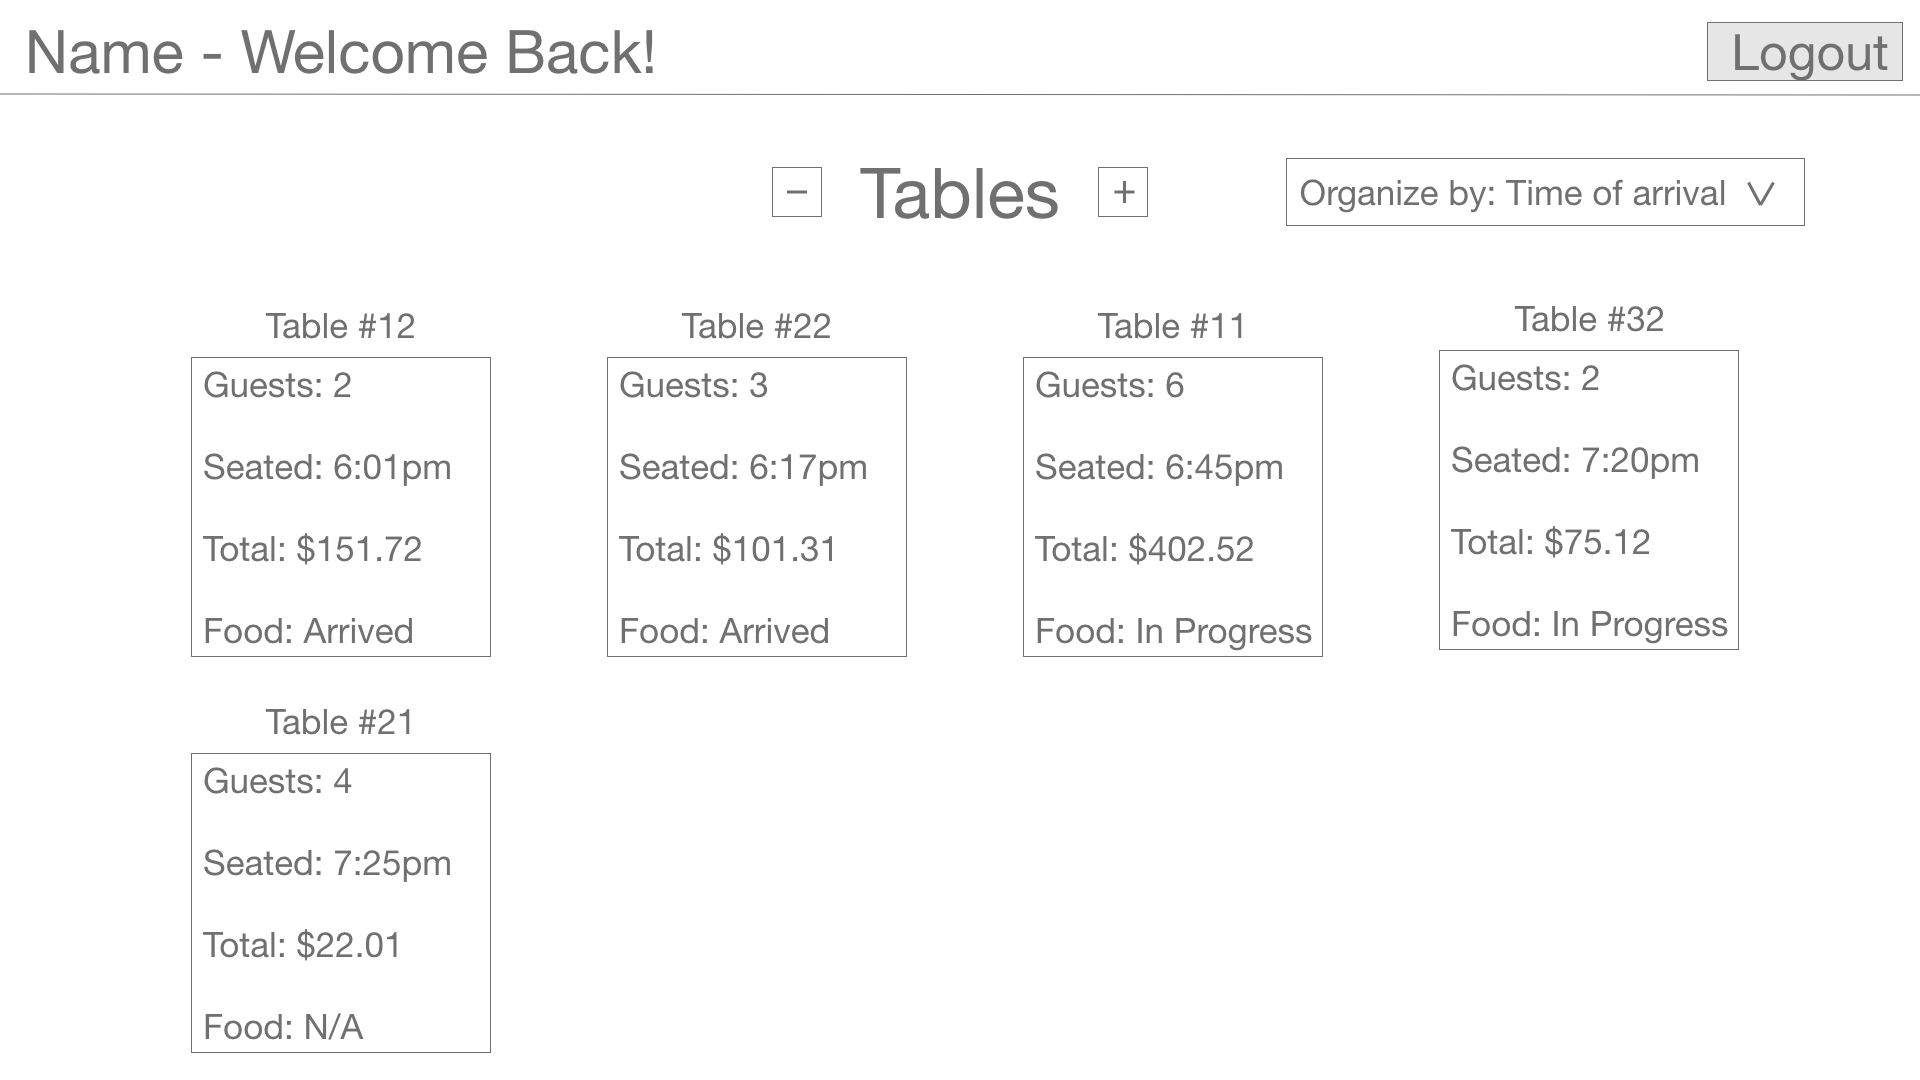 Name - Welcome Back!
Logout
− Tables +
Organize by: Time of arrival
Table #12
Guests: 2
Seated: 6:01pm
Total: $151.72
Food: Arrived
Table #22
Guests: 3
Seated: 6:17pm
Total: $101.31
Food: Arrived
Table #11
Guests: 6
Seated: 6:45pm
Total: $402.52
Food: In Progress
Table #32
Guests: 2
Seated: 7:20pm
Total: $75.12
Food: In Progress
Table #21
Guests: 4
Seated: 7:25pm
Total: $22.01
Food: N/A